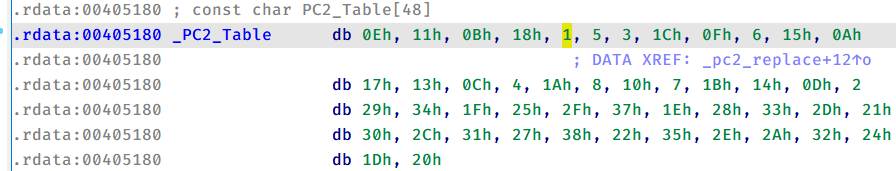 .rdata:00405180 ; const char PC2_Table[48]
.rdata:00405180 _PC2_Table db 0Eh, 11h, 0Bh, 18h, 1, 5, 3, 1Ch, 0Fh, 6, 15h, 0Ah
.rdata:00405180 ; DATA XREF: _pc2_replace+12↑o
.rdata:00405180 db 17h, 13h, 0Ch, 4, 1Ah, 8, 10h, 7, 1Bh, 14h, 0Dh, 2
.rdata:00405180 db 29h, 34h, 1Fh, 25h, 2Fh, 37h, 1Eh, 28h, 33h, 2Dh, 21h
.rdata:00405180 db 30h, 2Ch, 31h, 27h, 38h, 22h, 35h, 2Eh, 2Ah, 32h, 24h
.rdata:00405180 db 1Dh, 20h